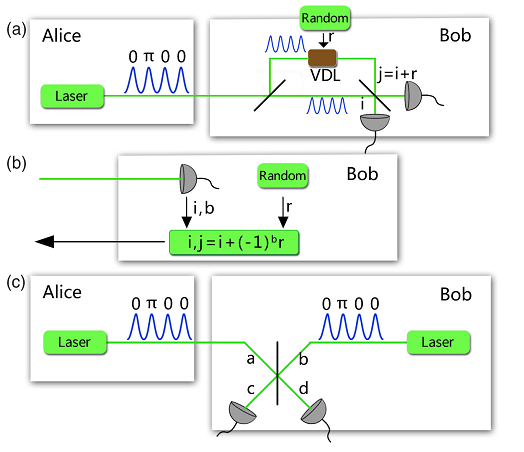 (a)
Alice
0 π 0 0
Laser
Random
r
VDL
Bob
j=i+r
i
(b)
Bob
Random
i,b
r
i,j=i+(-1)ᵇr
(c)
Alice
0 π 0 0
Laser
Bob
0 π 0 0
Laser
a
b
c
d